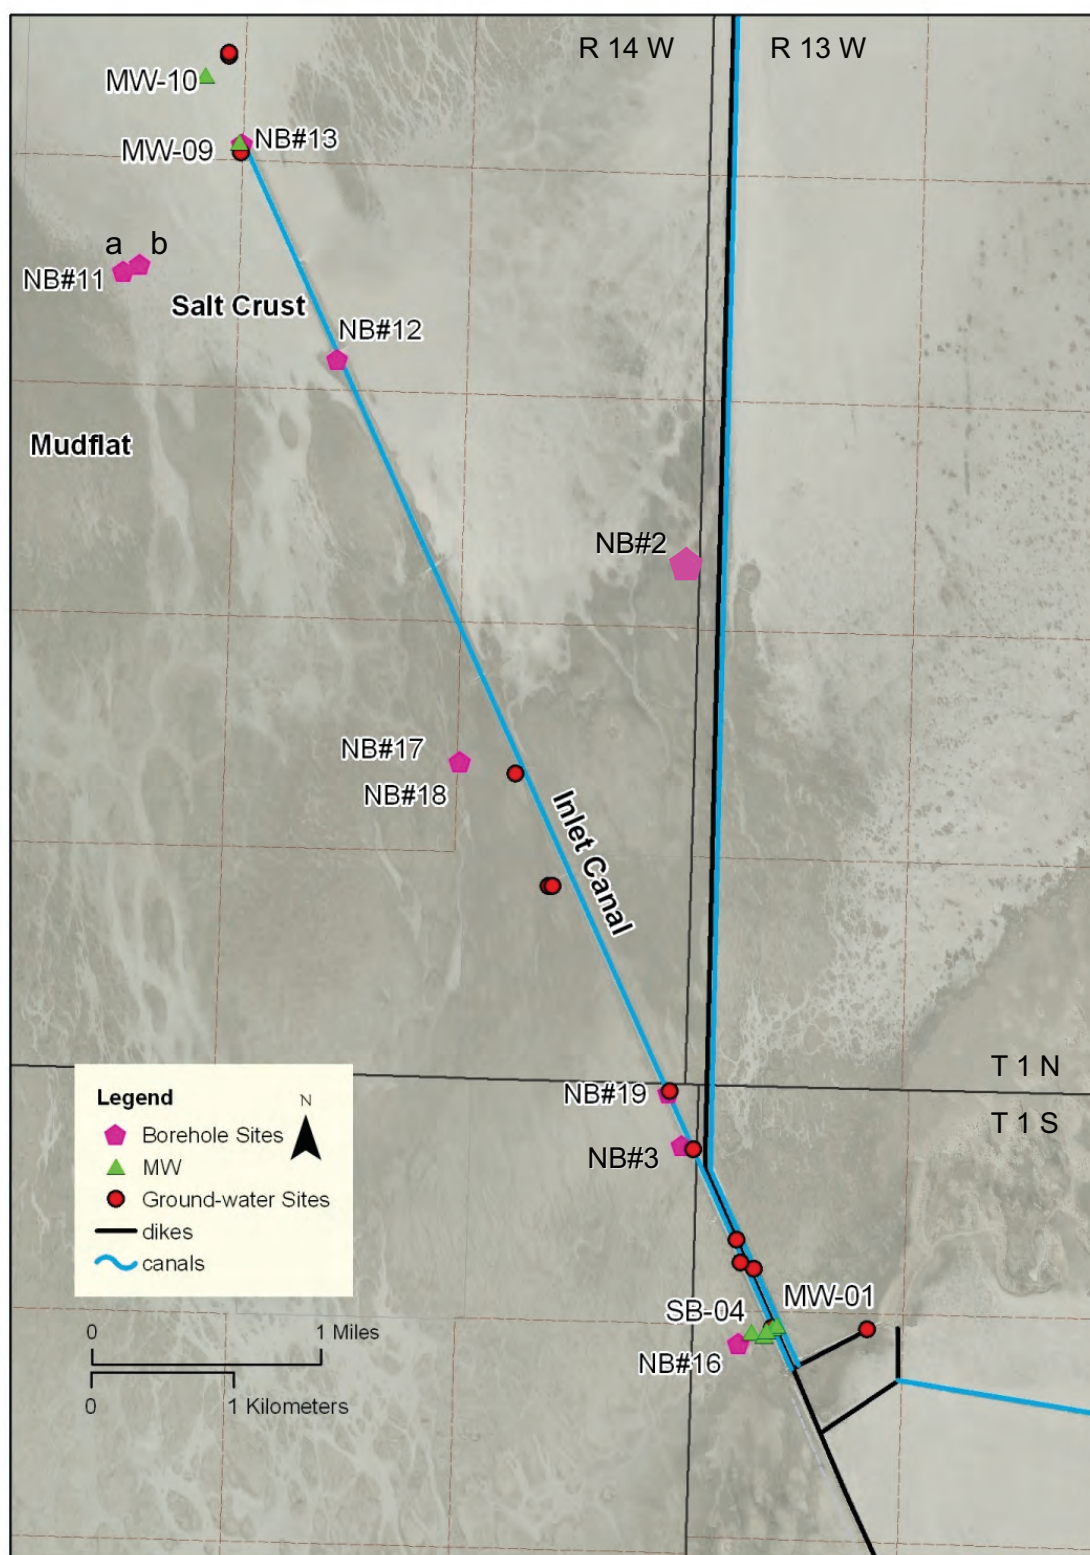 R 14 W
R 13 W
MW-10
MW-09
NB#13
a b
NB#11
Salt Crust
NB#12
Mudflat
NB#2
NB#17
NB#18
Inlet Canal
T 1 N
NB#19
T 1 S
NB#3
Legend
N
Borehole Sites
MW
Ground-water Sites
dikes
canals
MW-01
SB-04
NB#16
0 1 Miles
0 1 Kilometers